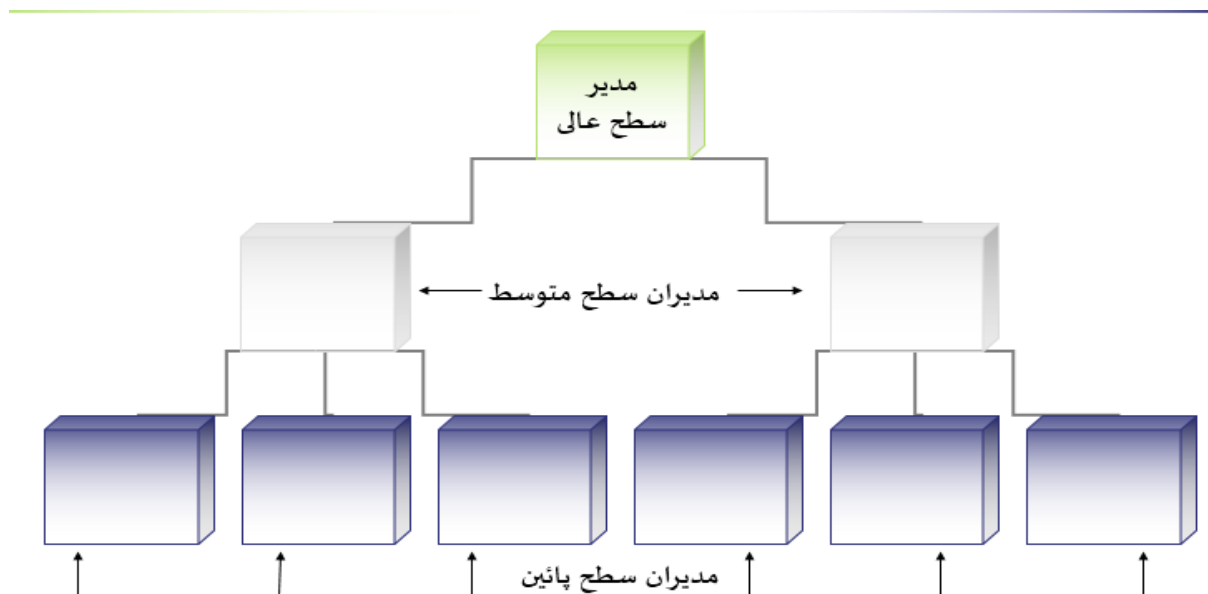 مدیر
سطح عالی
مدیران سطح متوسط
مدیران سطح پائین